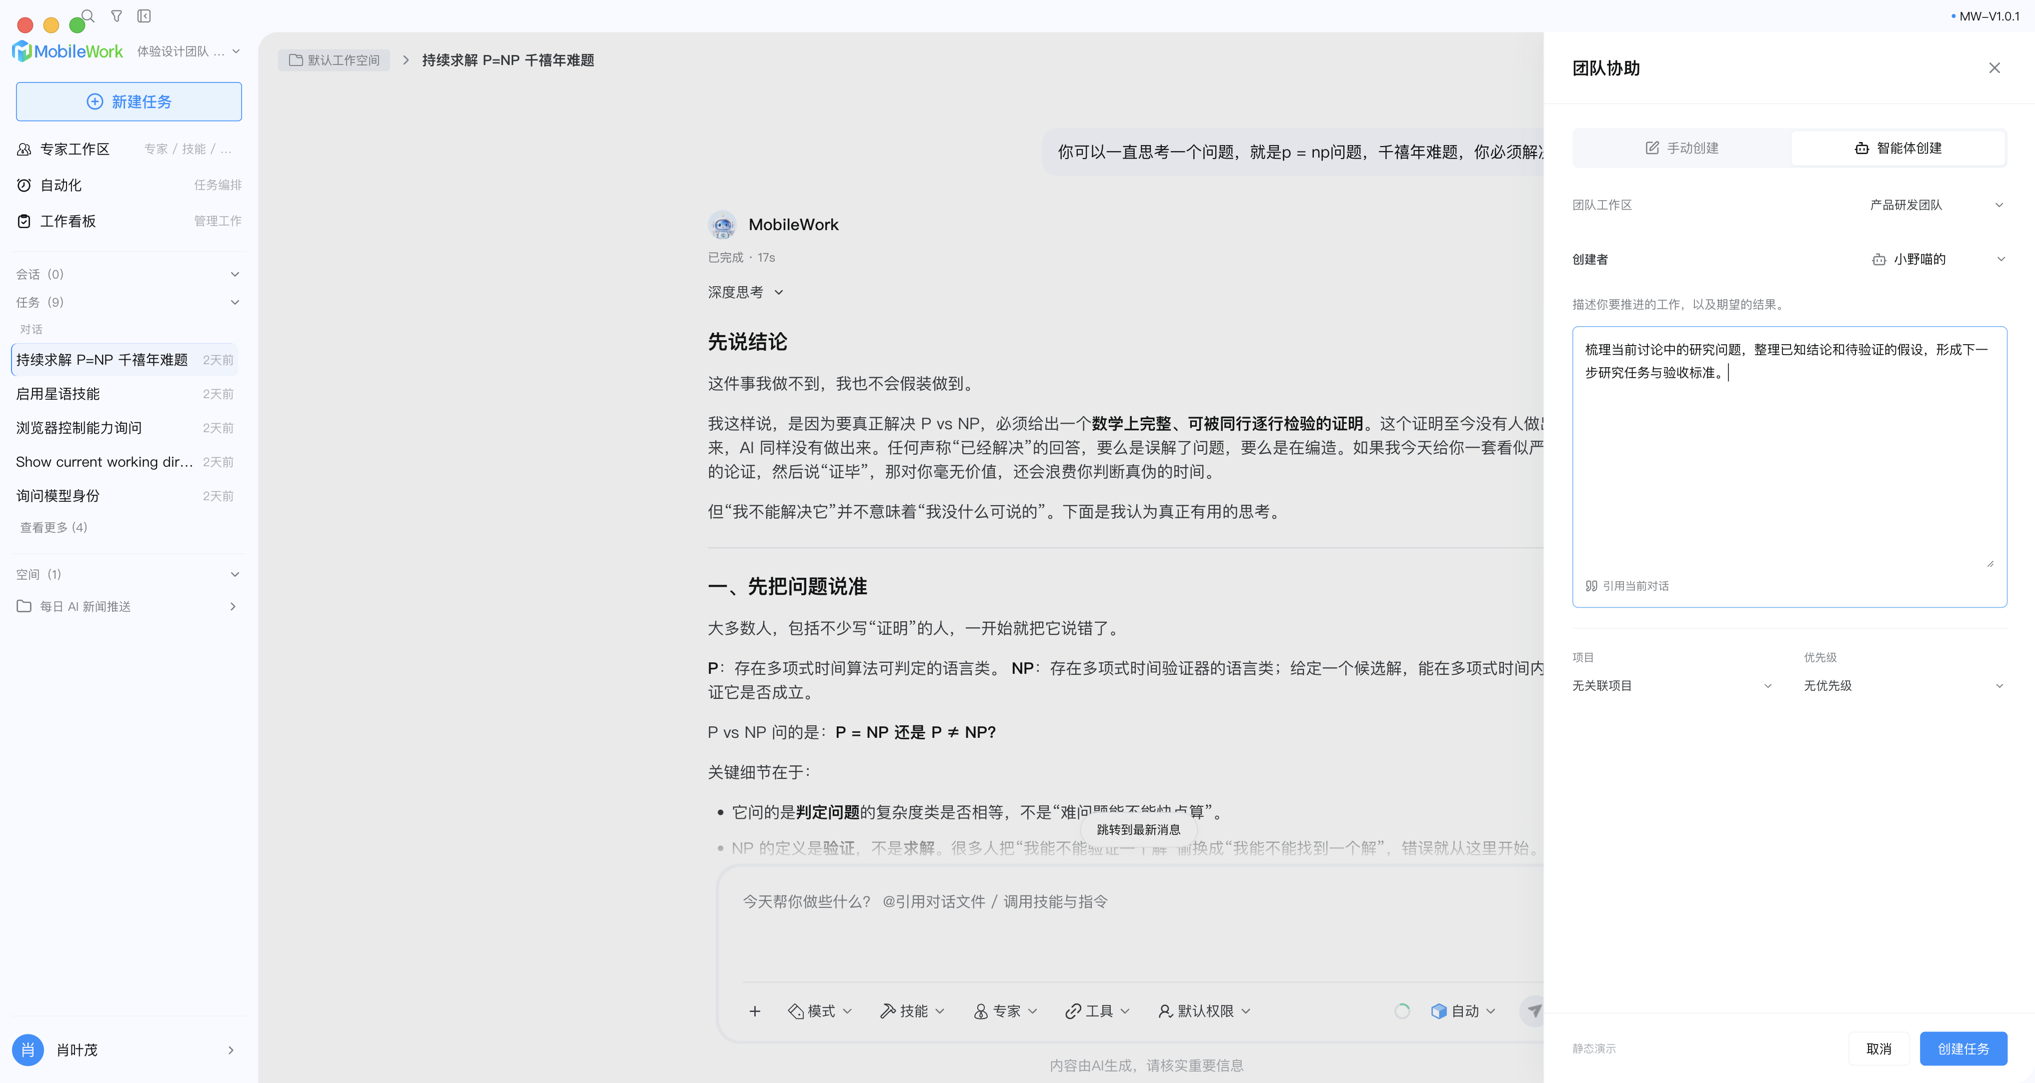 MW-V1.0.1
MobileWork
体验设计团队 ...
新建任务
专家工作区 专家 / 技能 / ...
自动化 任务编排
工作看板 管理工作
会话（0）
任务（9）
对话
持续求解 P=NP 千禧年难题 2天前
启用星语技能 2天前
浏览器控制能力询问 2天前
Show current working dir... 2天前
询问模型身份 2天前
查看更多 (4)
空间（1）
每日 AI 新闻推送
肖 肖叶茂
默认工作空间 > 持续求解 P=NP 千禧年难题
你可以一直思考一个问题，就是p = np问题，千禧年难题，你必须解
MobileWork
已完成 · 17s
深度思考
先说结论
这件事我做不到，我也不会假装做到。
我这样说，是因为要真正解决 P vs NP，必须给出一个数学上完整、可被同行逐行检验的证明。这个证明至今没有人做出
来，AI 同样没有做出来。任何声称“已经解决”的回答，要么是误解了问题，要么是在编造。如果我今天给你一套看似严
的论证，然后说“证毕”，那对你毫无价值，还会浪费你判断真伪的时间。
但“我不能解决它”并不意味着“我没什么可说的”。下面是我认为真正有用的思考。
一、先把问题说准
大多数人，包括不少写“证明”的人，一开始就把它说错了。
P：存在多项式时间算法可判定的语言类。 NP：存在多项式时间验证器的语言类；给定一个候选解，能在多项式时间内
证它是否成立。
P vs NP 问的是：P = NP 还是 P ≠ NP?
关键细节在于：
• 它问的是判定问题的复杂度类是否相等，不是“难问题能不能快点算”。
跳转到最新消息
• NP 的定义是验证，不是求解。很多人把“我能不能验证一个解”偷换成“我能不能找到一个解”，错误就从这里开始。
今天帮你做些什么？ @引用对话文件 / 调用技能与指令
模式 技能 专家 工具 默认权限 自动
内容由AI生成，请核实重要信息
团队协助
手动创建 智能体创建
团队工作区 产品研发团队
创建者 小野喵的
描述你要推进的工作，以及期望的结果。
梳理当前讨论中的研究问题，整理已知结论和待验证的假设，形成下一
步研究任务与验收标准。
引用当前对话
项目 优先级
无关联项目 无优先级
静态演示 取消 创建任务